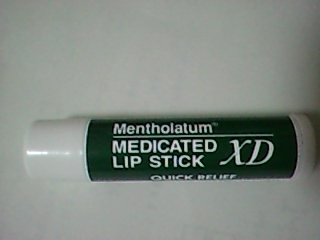 Mentholatum®
MEDICATED
LIP STICK XD
QUICK RELIEF